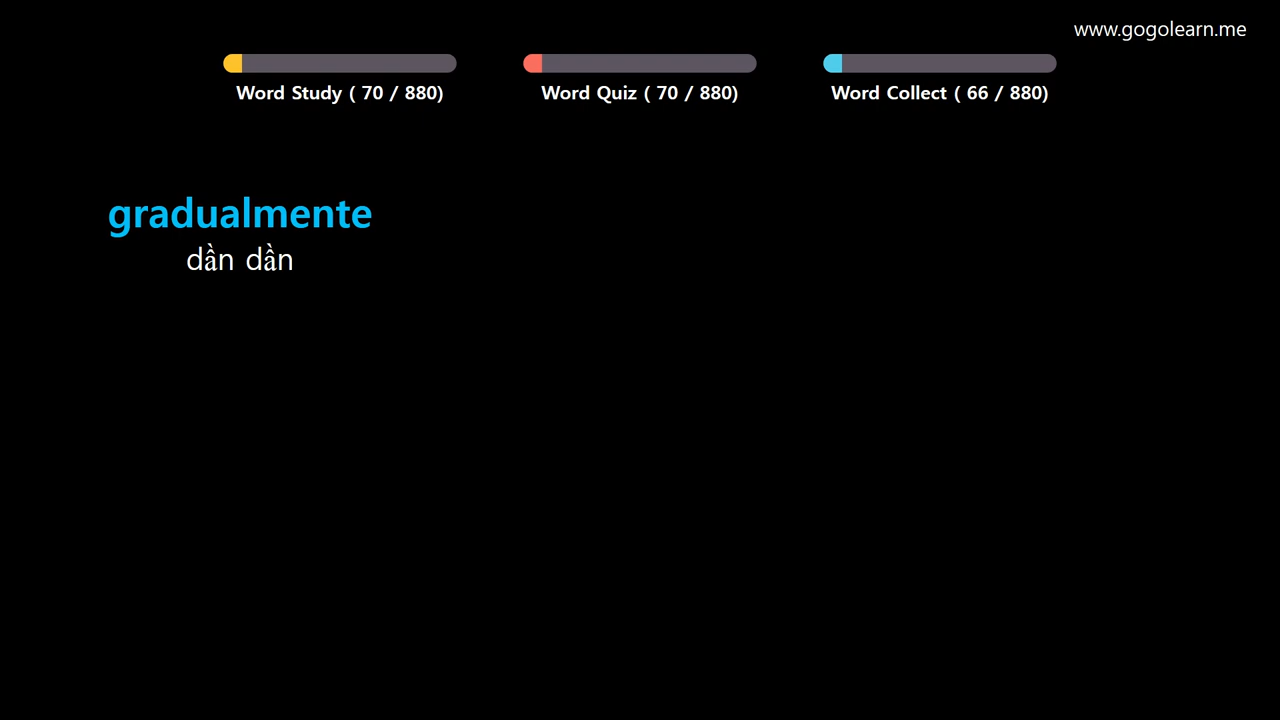 www.gogolearn.me
Word Study ( 70 / 880)
Word Quiz ( 70 / 880)
Word Collect ( 66 / 880)
gradualmente
dần dần